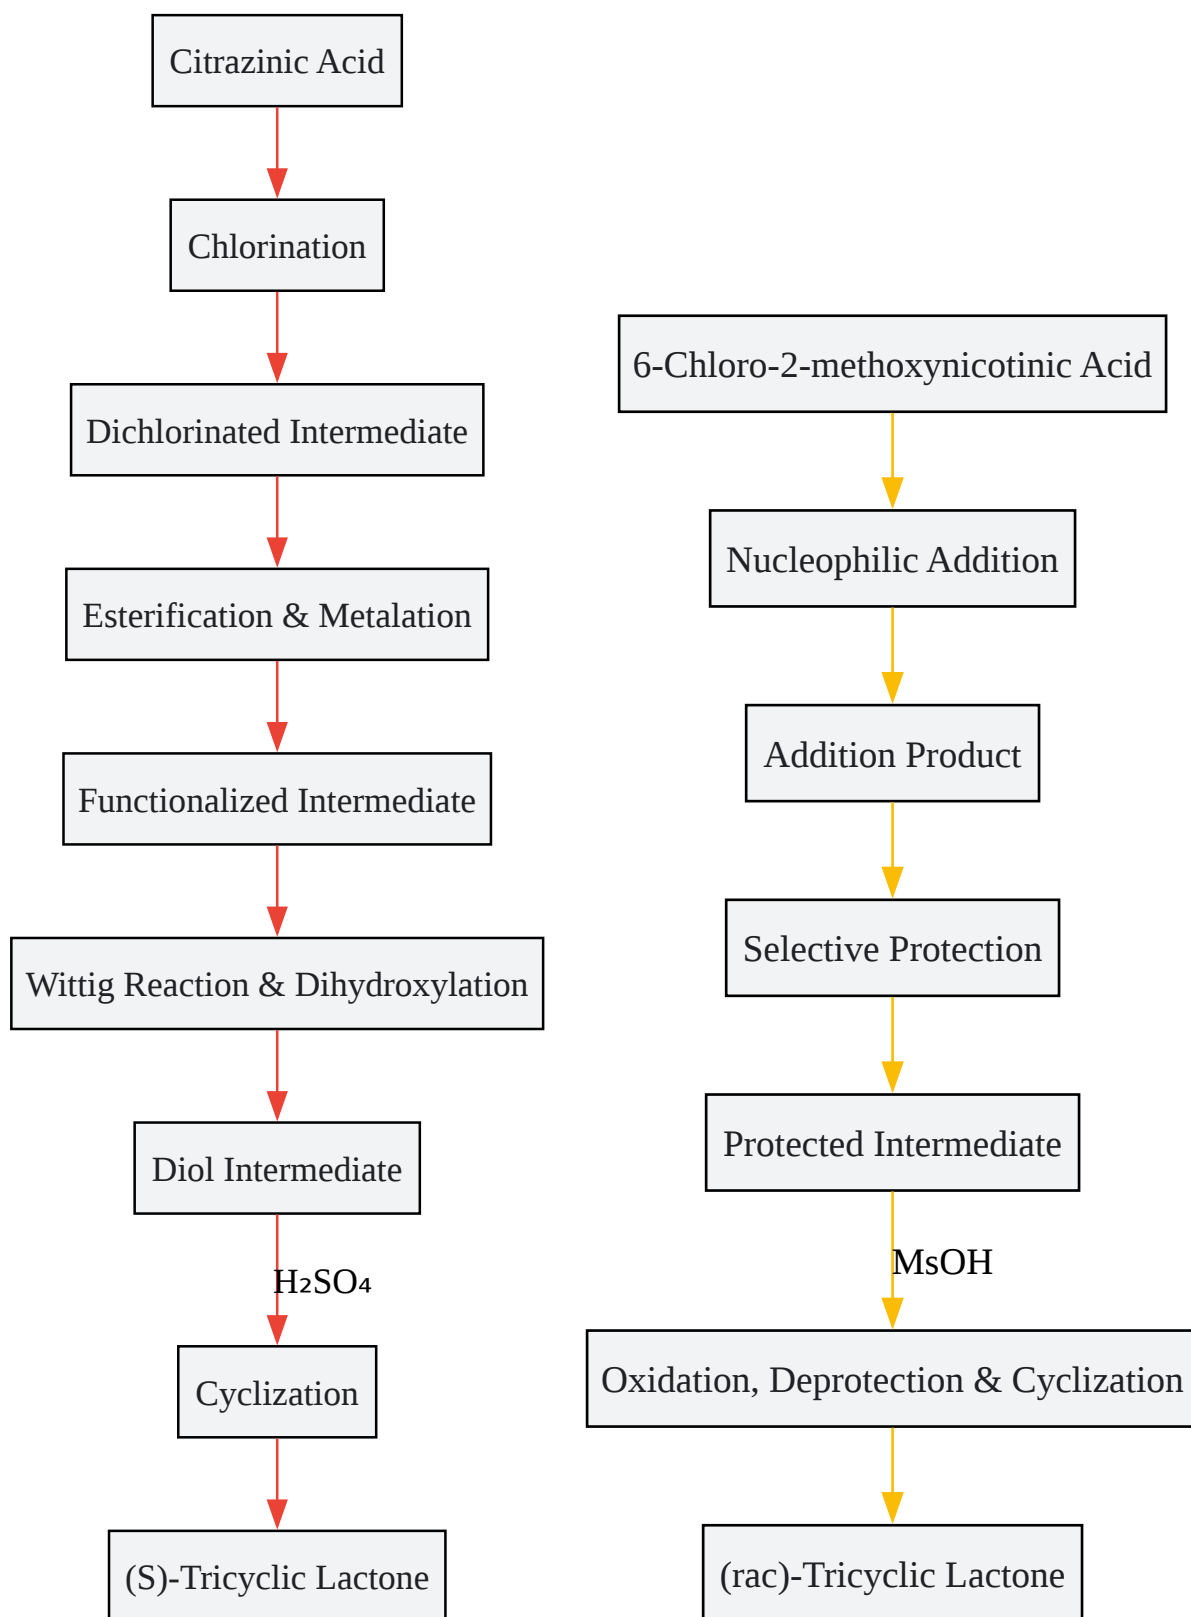 Citrazinic Acid
Chlorination
Dichlorinated Intermediate
Esterification & Metalation
Functionalized Intermediate
Wittig Reaction & Dihydroxylation
Diol Intermediate
H₂SO₄
Cyclization
(S)-Tricyclic Lactone
6-Chloro-2-methoxynicotinic Acid
Nucleophilic Addition
Addition Product
Selective Protection
Protected Intermediate
MsOH
Oxidation, Deprotection & Cyclization
(rac)-Tricyclic Lactone